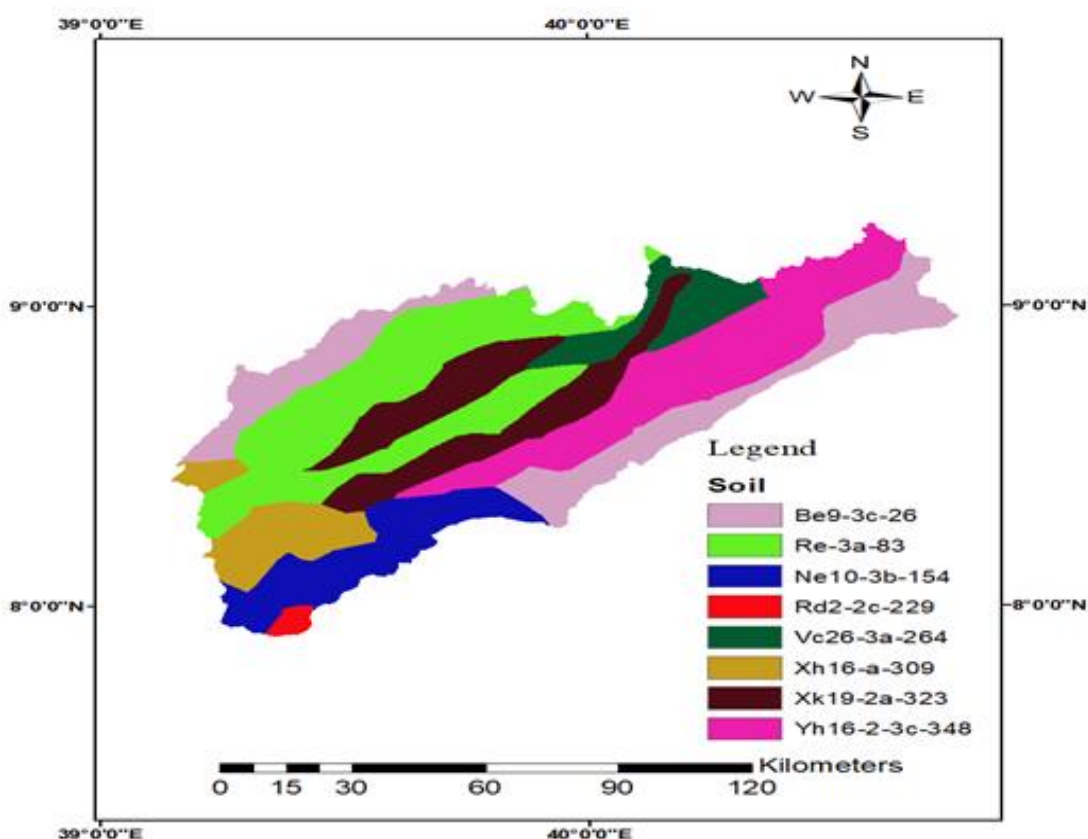 39°0'0"E 40°0'0"E
N
W E
S
9°0'0"N 9°0'0"N
Legend
Soil
Be9-3c-26
Re-3a-83
Ne10-3b-154
8°0'0"N 8°0'0"N
Rd2-2c-229
Vc26-3a-264
Xh16-a-309
Xk19-2a-323
Yh16-2-3c-348
Kilometers
0 15 30 60 90 120
39°0'0"E 40°0'0"E